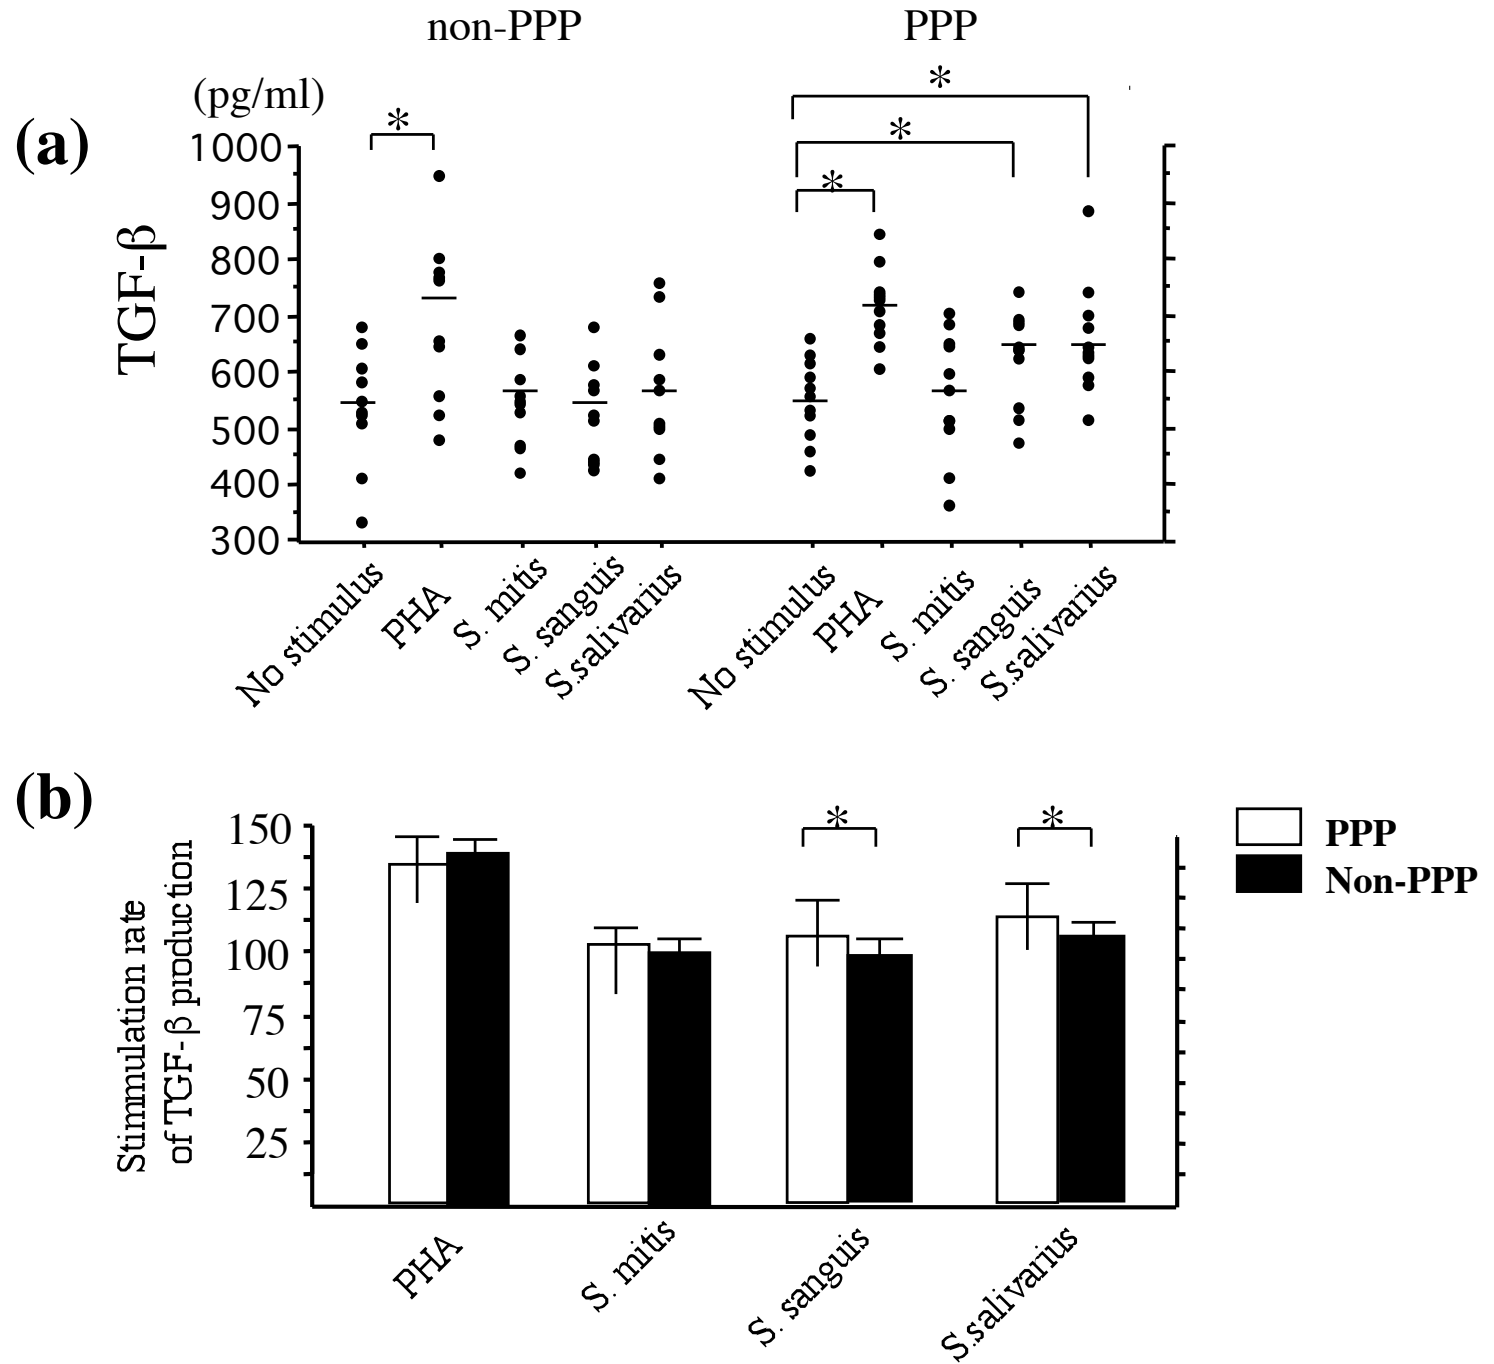 non-PPP PPP
(pg/ml)
(a)
* * * *
TGF-β
1000
900
800
700
600
500
400
300
No stimulus PHA S. mitis S. sanguis S.salivarius No stimulus PHA S. mitis S. sanguis S.salivarius
(b)
Stimmulation rate
of TGF-β production
150
125
100
75
50
25
* *
PPP
Non-PPP
PHA S. mitis S. sanguis S.salivarius